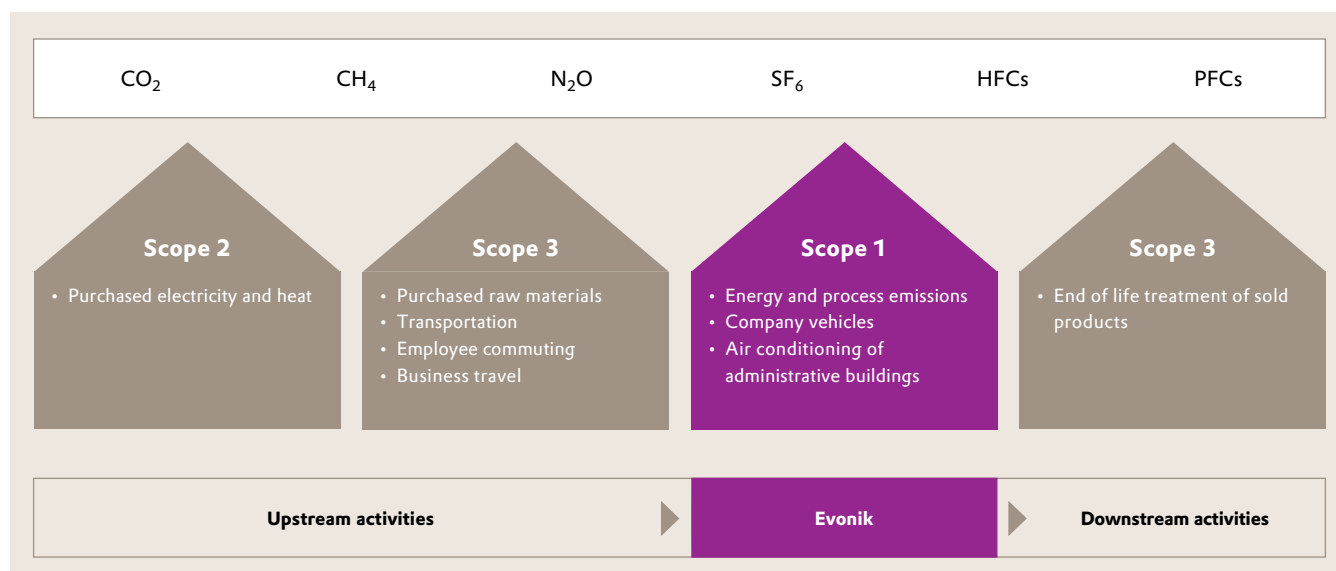 CO₂ CH₄ N₂O SF₆ HFCs PFCs
Scope 2
• Purchased electricity and heat
Scope 3
• Purchased raw materials
• Transportation
• Employee commuting
• Business travel
Scope 1
• Energy and process emissions
• Company vehicles
• Air conditioning of
administrative buildings
Scope 3
• End of life treatment of sold
products
Upstream activities
Evonik
Downstream activities